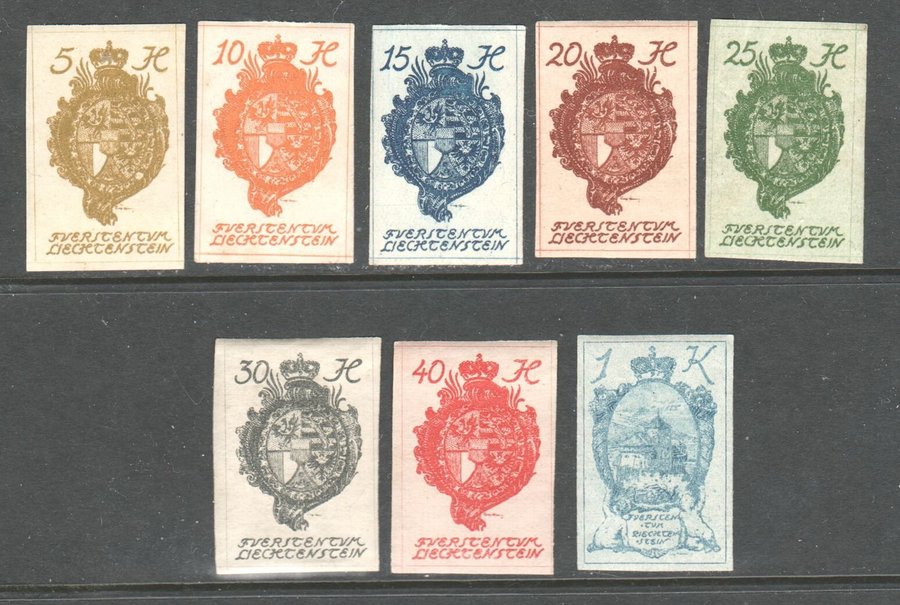 5 H
FVERSTENTVM
LIECHTENSTEIN
10 H
FVERSTENTVM
LIECHTENSTEIN
15 H
FVERSTENTVM
LIECHTENSTEIN
20 H
FVERSTENTVM
LIECHTENSTEIN
25 H
FVERSTENTVM
LIECHTENSTEIN
30 H
FVERSTENTVM
LIECHTENSTEIN
40 H
FVERSTENTVM
LIECHTENSTEIN
1 K
FVERSTEN
·TVM
LIECHTEN
·STEIN·